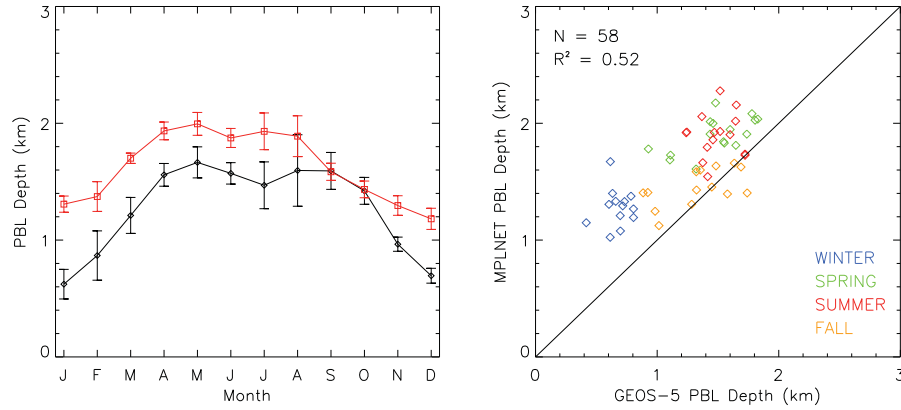 3
2
1
0
PBL Depth (km)
J F M A M J J A S O N D
Month
N = 58
R² = 0.52
3
2
1
0
MPLNET PBL Depth (km)
WINTER
SPRING
SUMMER
FALL
0 1 2 3
GEOS-5 PBL Depth (km)